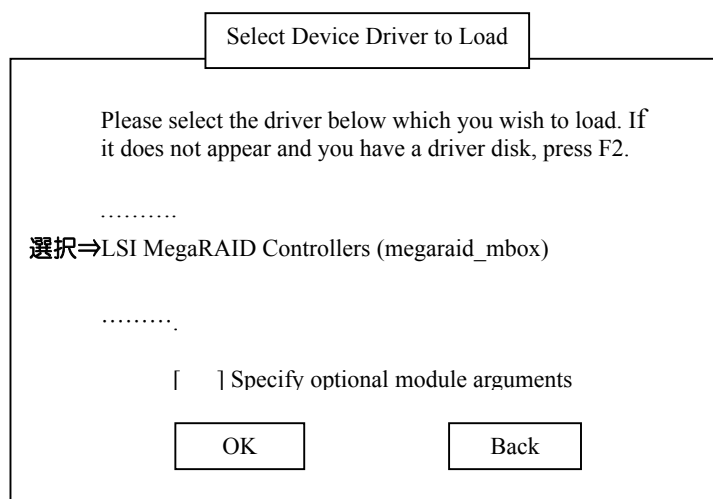 Select Device Driver to Load
Please select the driver below which you wish to load. If
it does not appear and you have a driver disk, press F2.
……….
選択⇒LSI MegaRAID Controllers (megaraid_mbox)
……….
[    ] Specify optional module arguments
OK Back